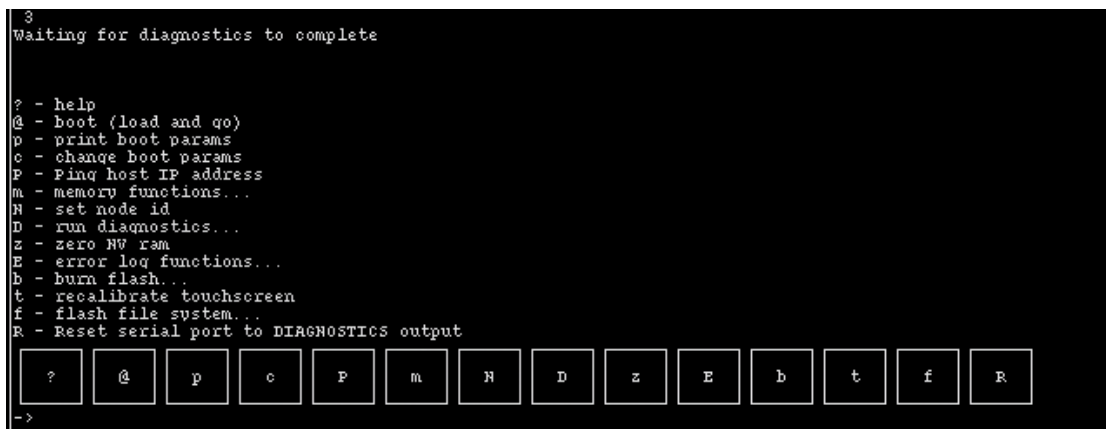 3
Waiting for diagnostics to complete
? - help
@ - boot (load and go)
p - print boot params
c - change boot params
P - Ping host IP address
m - memory functions...
N - set node id
D - run diagnostics...
z - zero NV ram
E - error log functions...
b - burn flash...
t - recalibrate touchscreen
f - flash file system...
R - Reset serial port to DIAGNOSTICS output
? @ p c P m N D z E b t f R
->